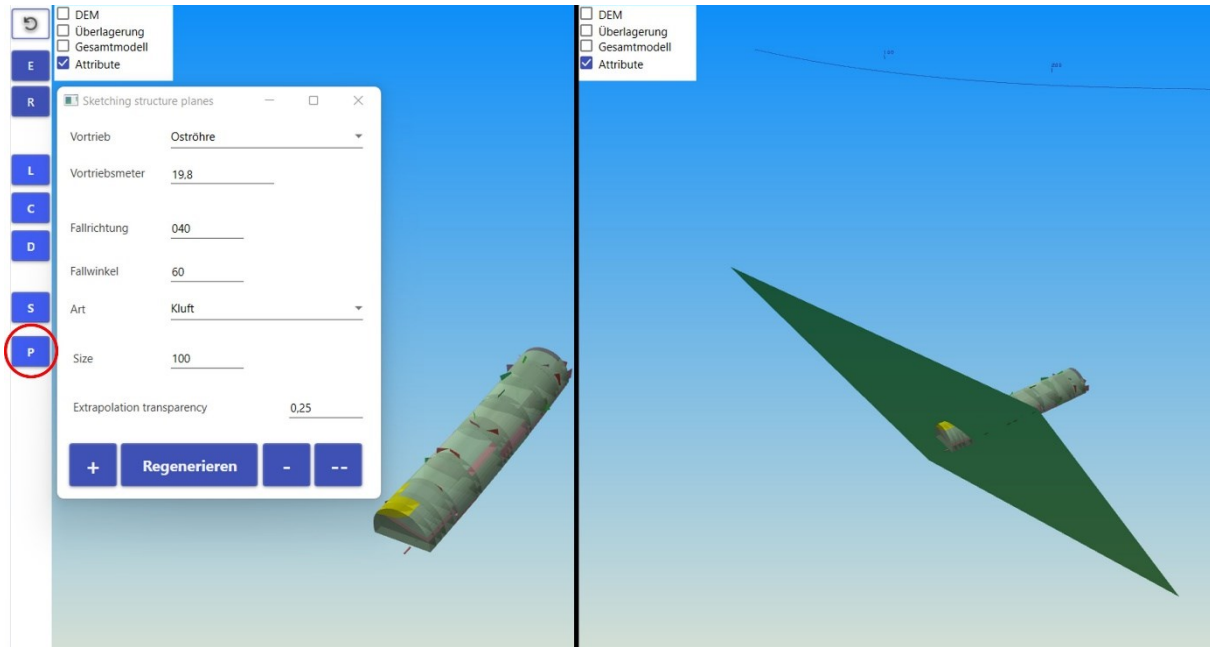 DEM
Überlagerung
Gesamtmodell
Attribute
E
R
L
C
D
S
P
Sketching structure planes
Vortrieb Oströhre
Vortriebsmeter 19,8
Fallrichtung 040
Fallwinkel 60
Art Kluft
Size 100
Extrapolation transparency 0,25
+ Regenerieren - --
DEM
Überlagerung
Gesamtmodell
Attribute